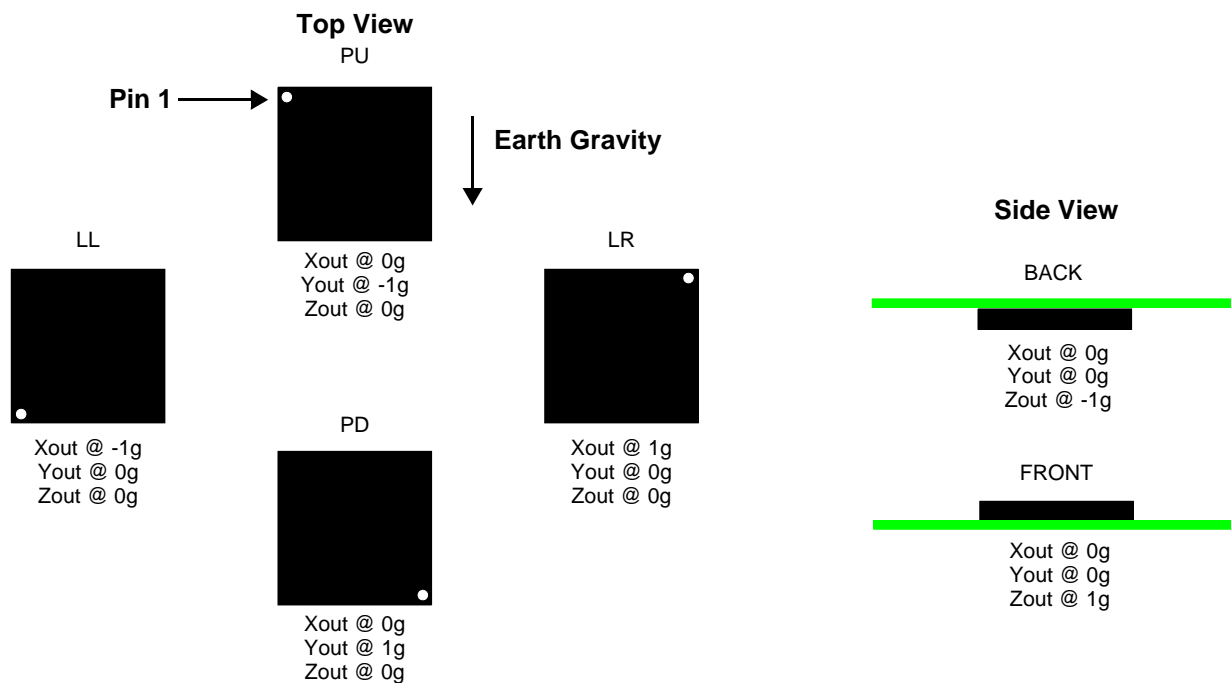 Top View
PU
Pin 1
Earth Gravity
Xout @ 0g
Yout @ -1g
Zout @ 0g
LL
Xout @ -1g
Yout @ 0g
Zout @ 0g
LR
Xout @ 1g
Yout @ 0g
Zout @ 0g
PD
Xout @ 0g
Yout @ 1g
Zout @ 0g
Side View
BACK
Xout @ 0g
Yout @ 0g
Zout @ -1g
FRONT
Xout @ 0g
Yout @ 0g
Zout @ 1g